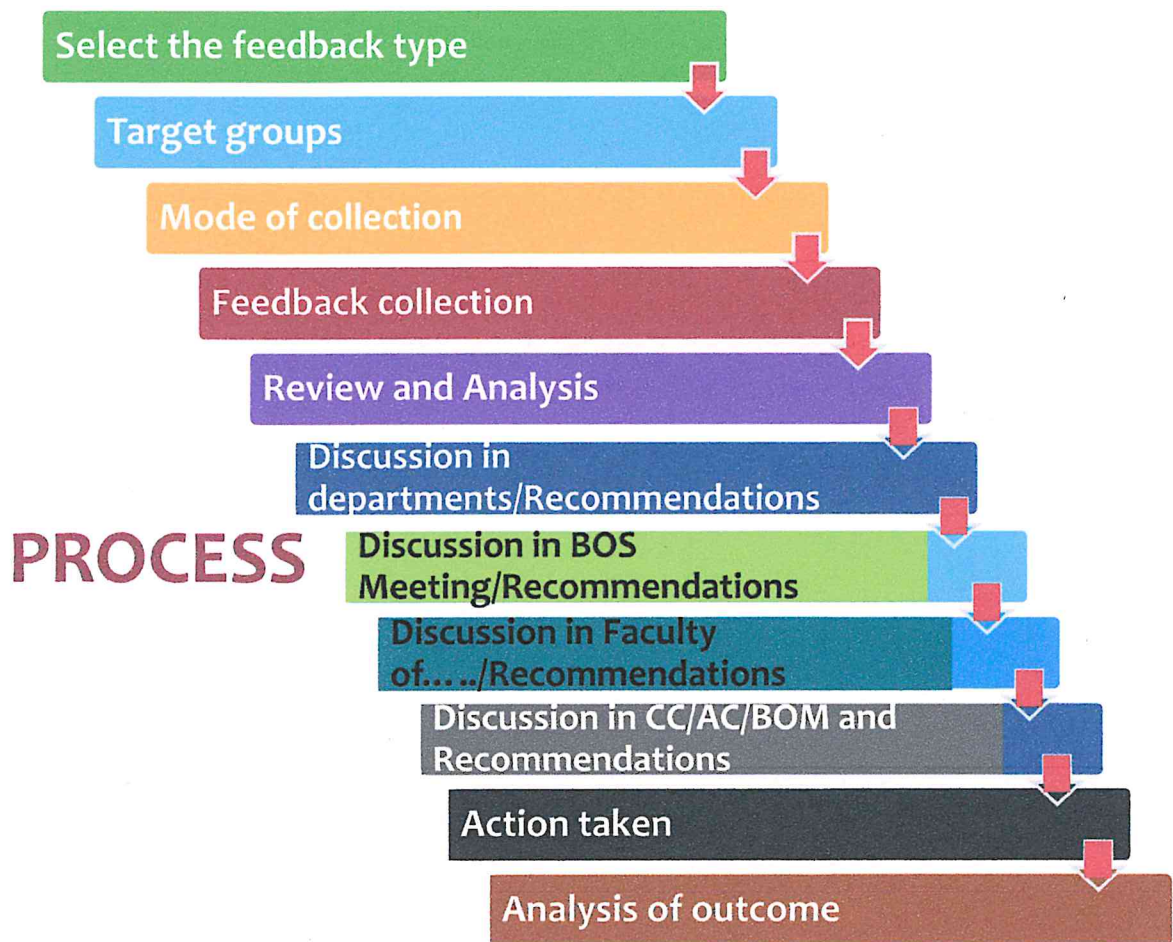 Select the feedback type
Target groups
Mode of collection
Feedback collection
Review and Analysis
Discussion in
departments/Recommendations
PROCESS
Discussion in BOS
Meeting/Recommendations
Discussion in Faculty
of… ../Recommendations
Discussion in CC/AC/BOM and
Recommendations
Action taken
Analysis of outcome